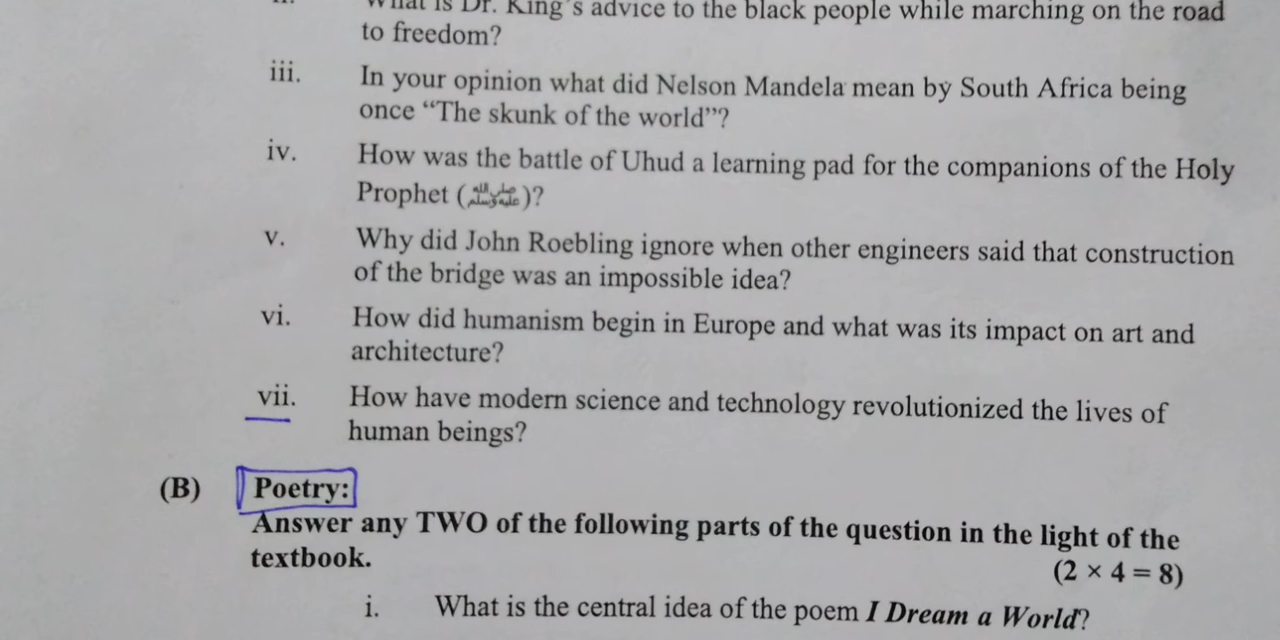 What is Dr. King's advice to the black people while marching on the road
to freedom?
iii. In your opinion what did Nelson Mandela mean by South Africa being
once “The skunk of the world”?
iv. How was the battle of Uhud a learning pad for the companions of the Holy
Prophet (ﷺ)?
v. Why did John Roebling ignore when other engineers said that construction
of the bridge was an impossible idea?
vi. How did humanism begin in Europe and what was its impact on art and
architecture?
vii. How have modern science and technology revolutionized the lives of
human beings?
(B) Poetry:
Answer any TWO of the following parts of the question in the light of the
textbook.
(2 × 4 = 8)
i. What is the central idea of the poem I Dream a World?